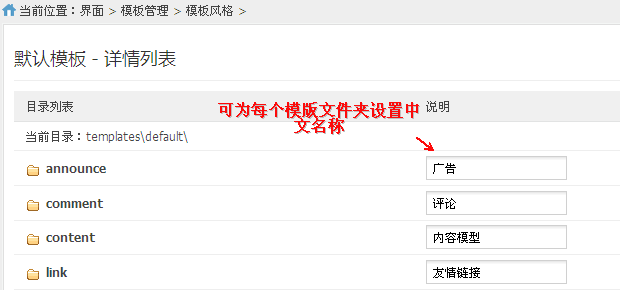 当前位置：界面 > 模板管理 > 模板风格 >
默认模板 - 详情列表
目录列表 说明
可为每个模版文件夹设置中
文名称
当前目录：templates\default\
announce 广告
comment 评论
content 内容模型
link 友情链接